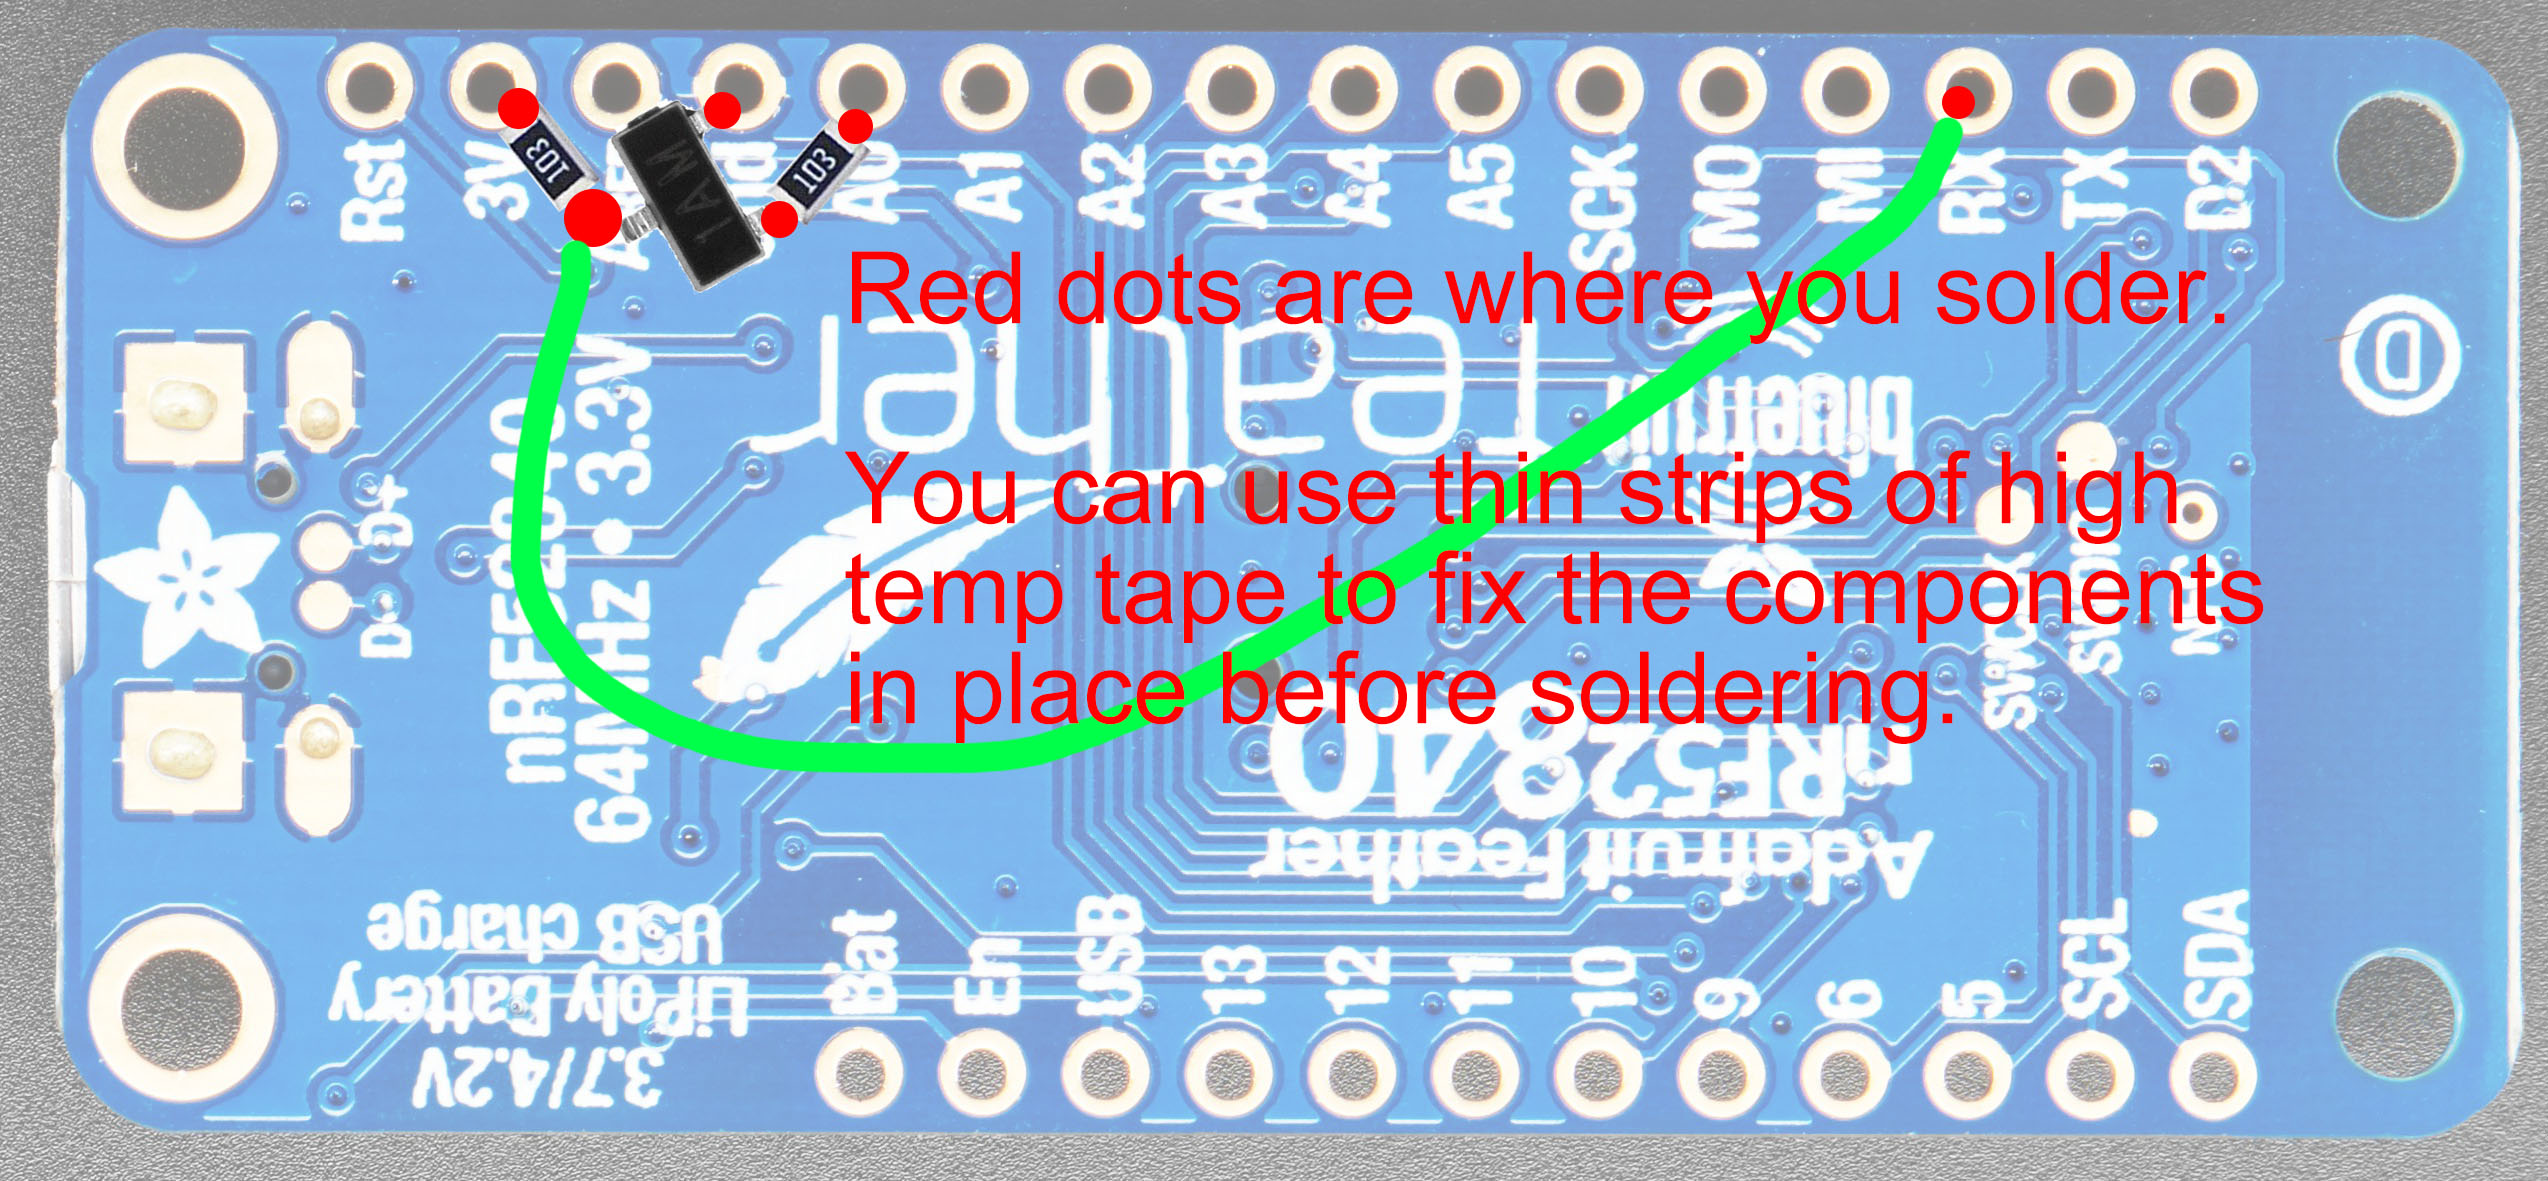 Rst
3V
A0
A1
A2
A3
A4
A5
SCK
MO
MI
RX
TX
D2
103
1AM
103
Red dots are where you solder.
You can use thin strips of high
temp tape to fix the components
in place before soldering.
feather
bluefruit
nRF52840
64MHz • 3.3V
D+
D-
SWCK
Adafruit Feather
nRF52840
3.7/4.2V
LiPoly Battery
USB charge
Bat
En
USB
13
12
11
10
9
6
5
SCL
SDA